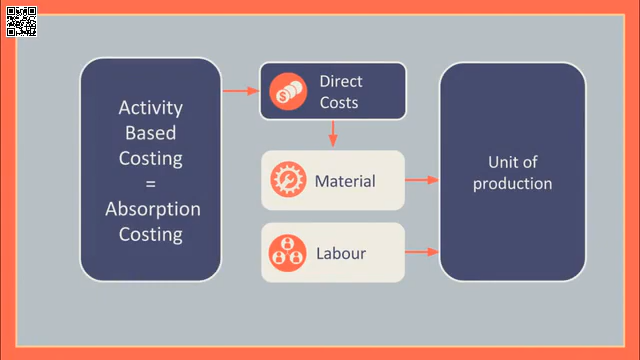 Activity
Based
Costing
=
Absorption
Costing
Direct
Costs
Material
Labour
Unit of
production